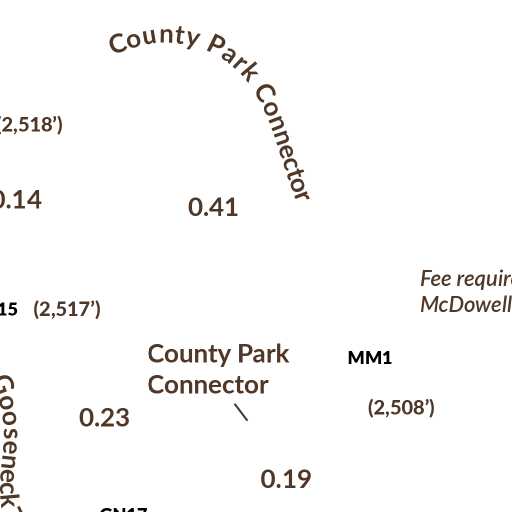 County Park Connector
(2,518’)
0.14
0.41
15 (2,517’)
Fee
McDowell
County Park
Connector
MM1
(2,508’)
0.23
Gooseneck
0.19